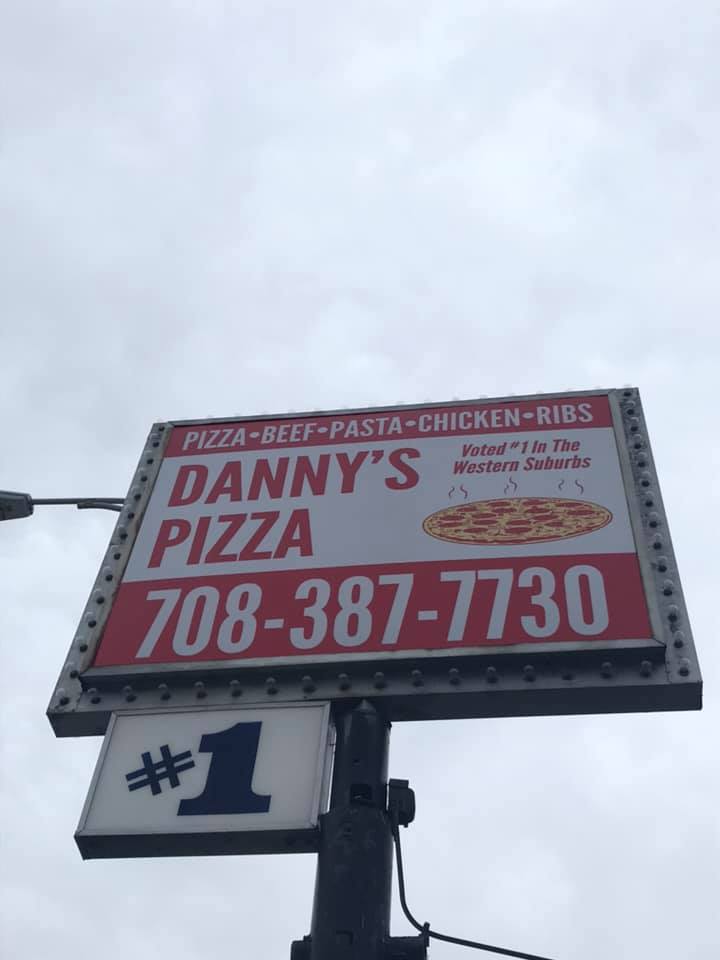 PIZZA•BEEF•PASTA•CHICKEN•RIBS
DANNY'S
PIZZA
Voted #1 In The
Western Suburbs
708-387-7730
#1